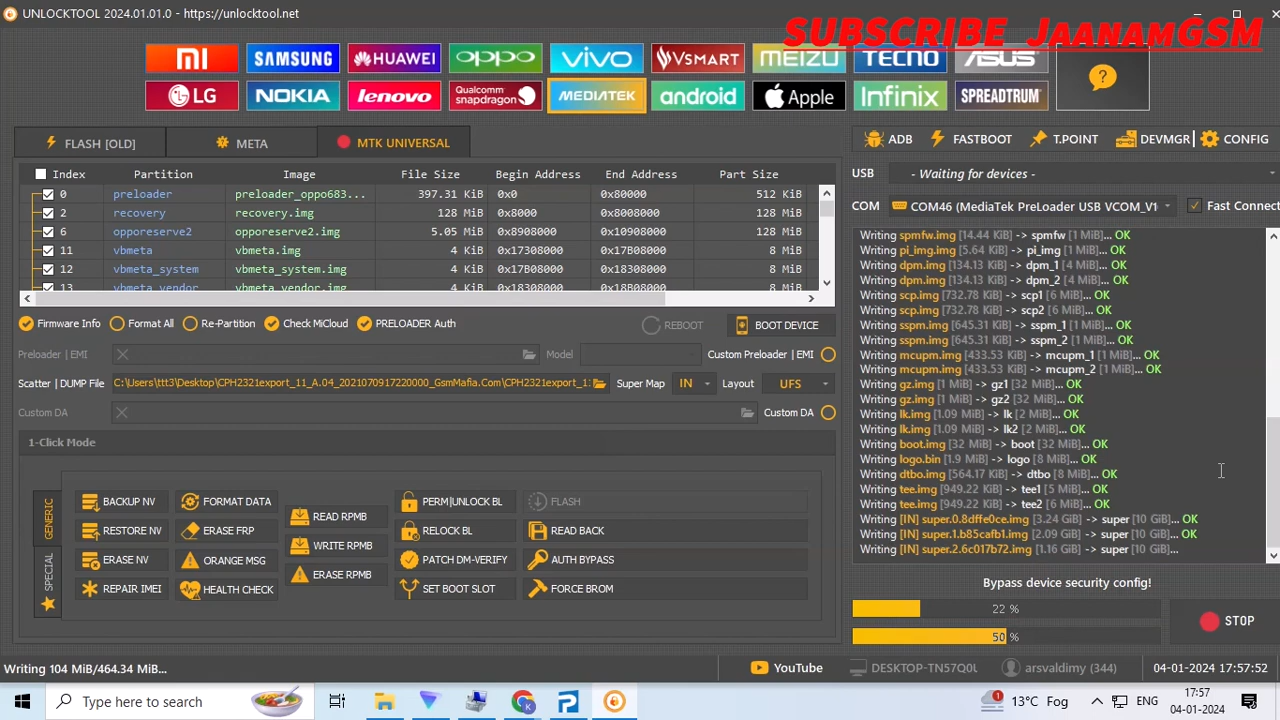 UNLOCKTOOL 2024.01.01.0 - https://unlocktool.net
SUBSCRIBE JaanamGSM
mi SAMSUNG HUAWEI oppo vivo VSMART MEIZU TECNO ASUS ?
LG NOKIA lenovo Qualcomm snapdragon MEDIATEK android Apple Infinix SPREADTRUM
FLASH [OLD] META MTK UNIVERSAL
ADB FASTBOOT T.POINT DEVMGR CONFIG
Index Partition Image File Size Begin Address End Address Part Size
0 preloader preloader_oppo683... 397.31 KiB 0x0 0x80000 512 KiB
2 recovery recovery.img 128 MiB 0x8000 0x8008000 128 MiB
6 opporeserve2 opporeserve2.img 5.05 MiB 0x8908000 0x10908000 128 MiB
11 vbmeta vbmeta.img 4 KiB 0x17308000 0x17B08000 8 MiB
12 vbmeta_system vbmeta_system.img 4 KiB 0x17B08000 0x18308000 8 MiB
13 vbmeta_vendor vbmeta_vendor.img 4 KiB 0x18308000 0x18B08000 8 MiB
Firmware Info Format All Re-Partition Check MiCloud PRELOADER Auth REBOOT BOOT DEVICE
Preloader | EMI Model Custom Preloader | EMI
Scatter | DUMP File C:\Users\ttt3\Desktop\CPH2321export_11_A.04_2021070917220000_GsmMafia.Com\CPH2321export_11 Super Map IN Layout UFS
Custom DA Custom DA
1-Click Mode
GENERIC
SPECIAL
BACKUP NV FORMAT DATA READ RPMB PERM|UNLOCK BL FLASH
RESTORE NV ERASE FRP WRITE RPMB RELOCK BL READ BACK
ERASE NV ORANGE MSG ERASE RPMB PATCH DM-VERIFY AUTH BYPASS
REPAIR IMEI HEALTH CHECK SET BOOT SLOT FORCE BROM
USB - Waiting for devices -
COM COM46 (MediaTek PreLoader USB VCOM_V1 Fast Connect
Writing spmfw.img [14.44 KiB] -> spmfw [1 MiB]... OK
Writing pi_img.img [5.64 KiB] -> pi_img [1 MiB]... OK
Writing dpm.img [134.13 KiB] -> dpm_1 [4 MiB]... OK
Writing dpm.img [134.13 KiB] -> dpm_2 [4 MiB]... OK
Writing scp.img [732.78 KiB] -> scp1 [6 MiB]... OK
Writing scp.img [732.78 KiB] -> scp2 [6 MiB]... OK
Writing sspm.img [645.31 KiB] -> sspm_1 [1 MiB]... OK
Writing sspm.img [645.31 KiB] -> sspm_2 [1 MiB]... OK
Writing mcupm.img [433.53 KiB] -> mcupm_1 [1 MiB]... OK
Writing mcupm.img [433.53 KiB] -> mcupm_2 [1 MiB]... OK
Writing gz.img [1 MiB] -> gz1 [32 MiB]... OK
Writing gz.img [1 MiB] -> gz2 [32 MiB]... OK
Writing lk.img [1.09 MiB] -> lk [2 MiB]... OK
Writing lk.img [1.09 MiB] -> lk2 [2 MiB]... OK
Writing boot.img [32 MiB] -> boot [32 MiB]... OK
Writing logo.bin [1.9 MiB] -> logo [8 MiB]... OK
Writing dtbo.img [564.17 KiB] -> dtbo [8 MiB]... OK
Writing tee.img [949.22 KiB] -> tee1 [5 MiB]... OK
Writing tee.img [949.22 KiB] -> tee2 [6 MiB]... OK
Writing [IN] super.0.8dffe0ce.img [3.24 GiB] -> super [10 GiB]... OK
Writing [IN] super.1.b85cafb1.img [2.09 GiB] -> super [10 GiB]... OK
Writing [IN] super.2.6c017b72.img [1.16 GiB] -> super [10 GiB]...
Bypass device security config!
22 %
50 %
STOP
Writing 104 MiB/464.34 MiB... YouTube DESKTOP-TN57Q0U arsvaldimy (344) 04-01-2024 17:57:52
Type here to search 1 13°C Fog ENG 17:57
04-01-2024